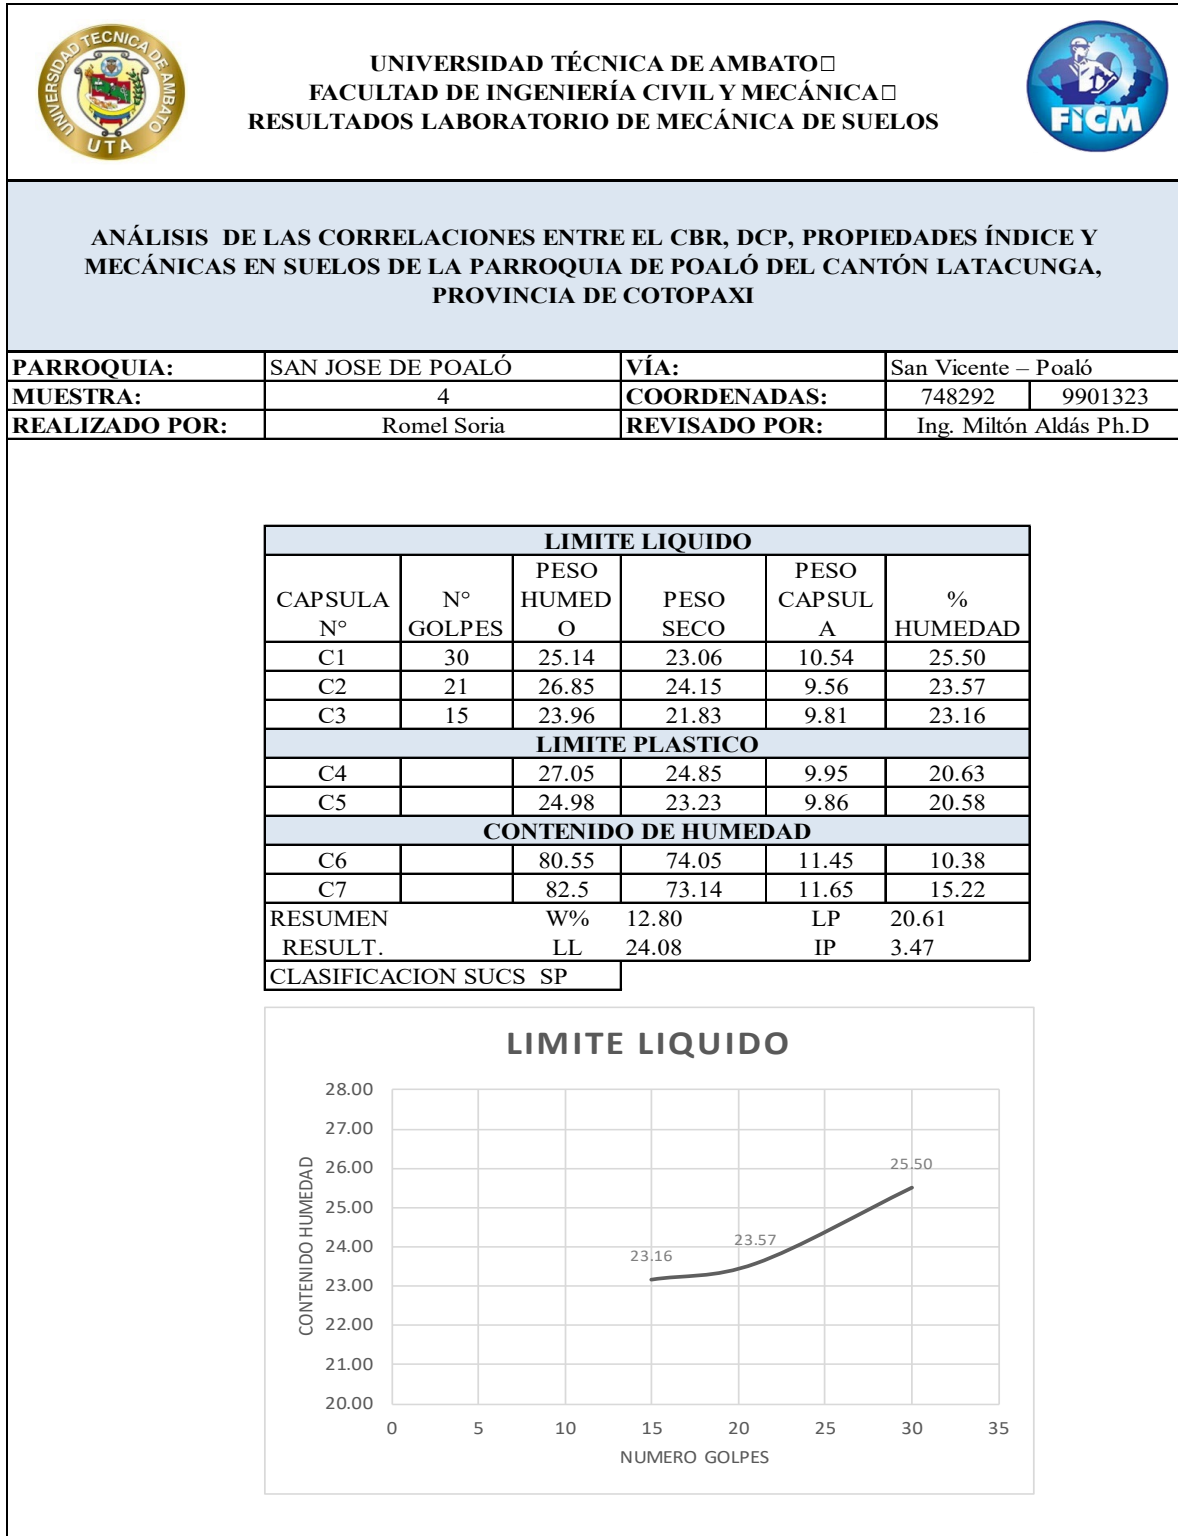 UNIVERSIDAD TECNICA DE AMBATO
UTA
UNIVERSIDAD TÉCNICA DE AMBATO□
FACULTAD DE INGENIERÍA CIVIL Y MECÁNICA□
RESULTADOS LABORATORIO DE MECÁNICA DE SUELOS
FICM
ANÁLISIS DE LAS CORRELACIONES ENTRE EL CBR, DCP, PROPIEDADES ÍNDICE Y
MECÁNICAS EN SUELOS DE LA PARROQUIA DE POALÓ DEL CANTÓN LATACUNGA,
PROVINCIA DE COTOPAXI
PARROQUIA: SAN JOSE DE POALÓ VÍA: San Vicente – Poaló
MUESTRA: 4 COORDENADAS: 748292 9901323
REALIZADO POR: Romel Soria REVISADO POR: Ing. Miltón Aldás Ph.D
LIMITE LIQUIDO
PESO PESO
CAPSULA N° HUMED PESO CAPSUL %
N° GOLPES O SECO A HUMEDAD
C1 30 25.14 23.06 10.54 25.50
C2 21 26.85 24.15 9.56 23.57
C3 15 23.96 21.83 9.81 23.16
LIMITE PLASTICO
C4 27.05 24.85 9.95 20.63
C5 24.98 23.23 9.86 20.58
CONTENIDO DE HUMEDAD
C6 80.55 74.05 11.45 10.38
C7 82.5 73.14 11.65 15.22
RESUMEN W% 12.80 LP 20.61
RESULT. LL 24.08 IP 3.47
CLASIFICACION SUCS SP
LIMITE LIQUIDO
28.00
27.00
26.00
25.00
24.00
23.00
22.00
21.00
20.00
CONTENIDO HUMEDAD
23.16
23.57
25.50
0 5 10 15 20 25 30 35
NUMERO GOLPES